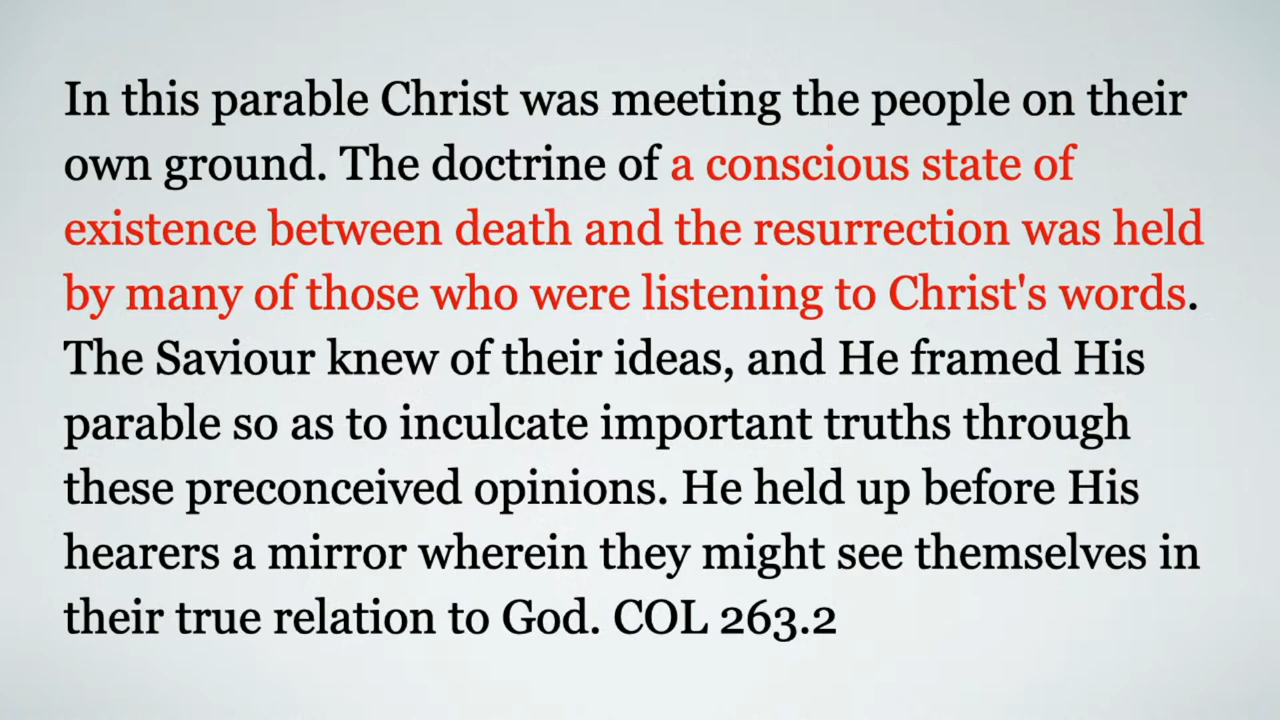 In this parable Christ was meeting the people on their
own ground. The doctrine of a conscious state of
existence between death and the resurrection was held
by many of those who were listening to Christ's words.
The Saviour knew of their ideas, and He framed His
parable so as to inculcate important truths through
these preconceived opinions. He held up before His
hearers a mirror wherein they might see themselves in
their true relation to God. COL 263.2